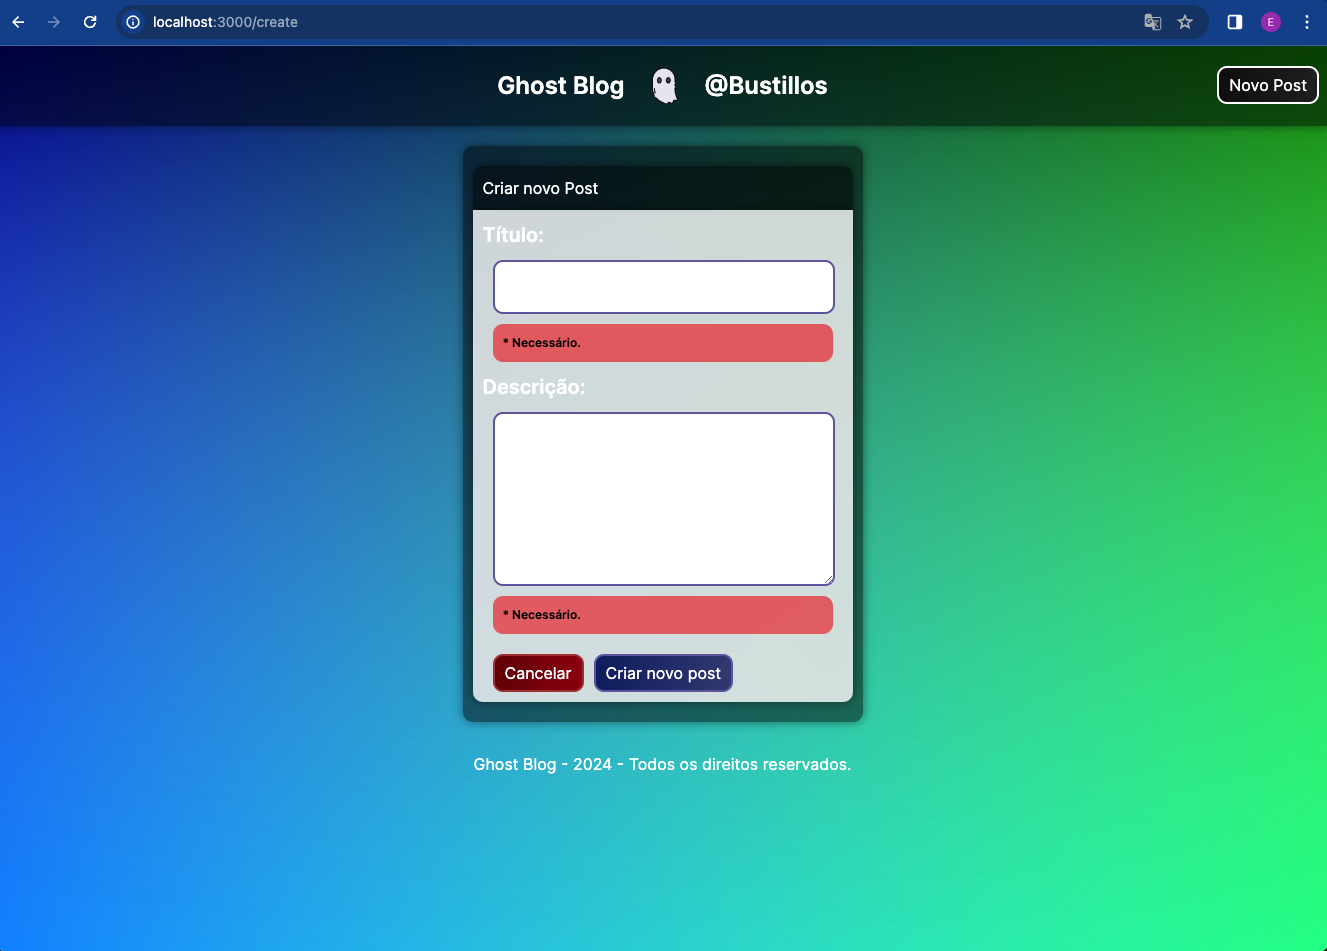 localhost:3000/create
E
Ghost Blog @Bustillos
Novo Post
Criar novo Post
Título:
* Necessário.
Descrição:
* Necessário.
Cancelar Criar novo post
Ghost Blog - 2024 - Todos os direitos reservados.